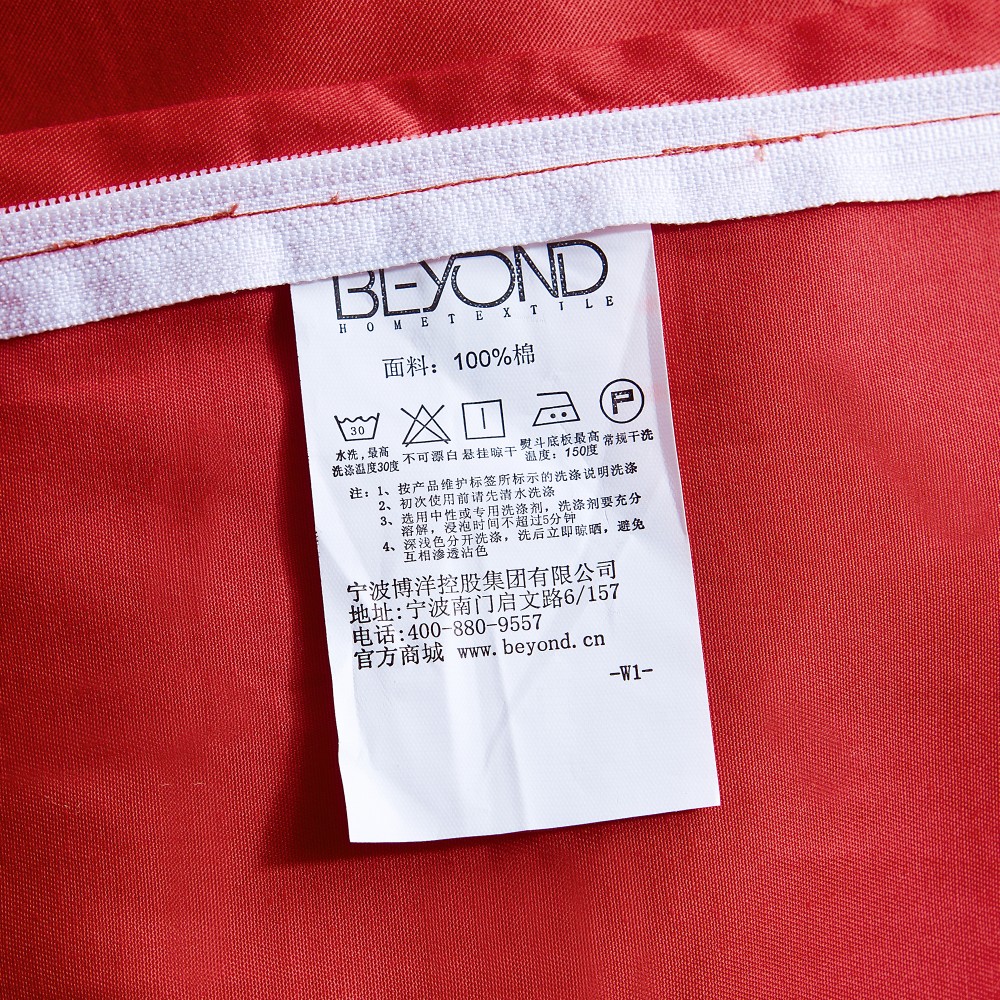 BEYOND
HOMETEXTILE
面料：100%棉
30
P
水洗,最高
洗涤温度30度
不可漂白
悬挂晾干
熨斗底板最高
温度：150度
常规干洗
注：1、按产品维护标签所标示的洗涤说明洗涤
2、初次使用前请先清水洗涤
3、选用中性或专用洗涤剂，洗涤剂要充分
溶解，浸泡时间不超过5分钟
4、深浅色分开洗涤，洗后立即晾晒，避免
互相渗透沾色
宁波博洋控股集团有限公司
地址:宁波南门启文路6/157
电话:400-880-9557
官方商城 www.beyond.cn
-W1-